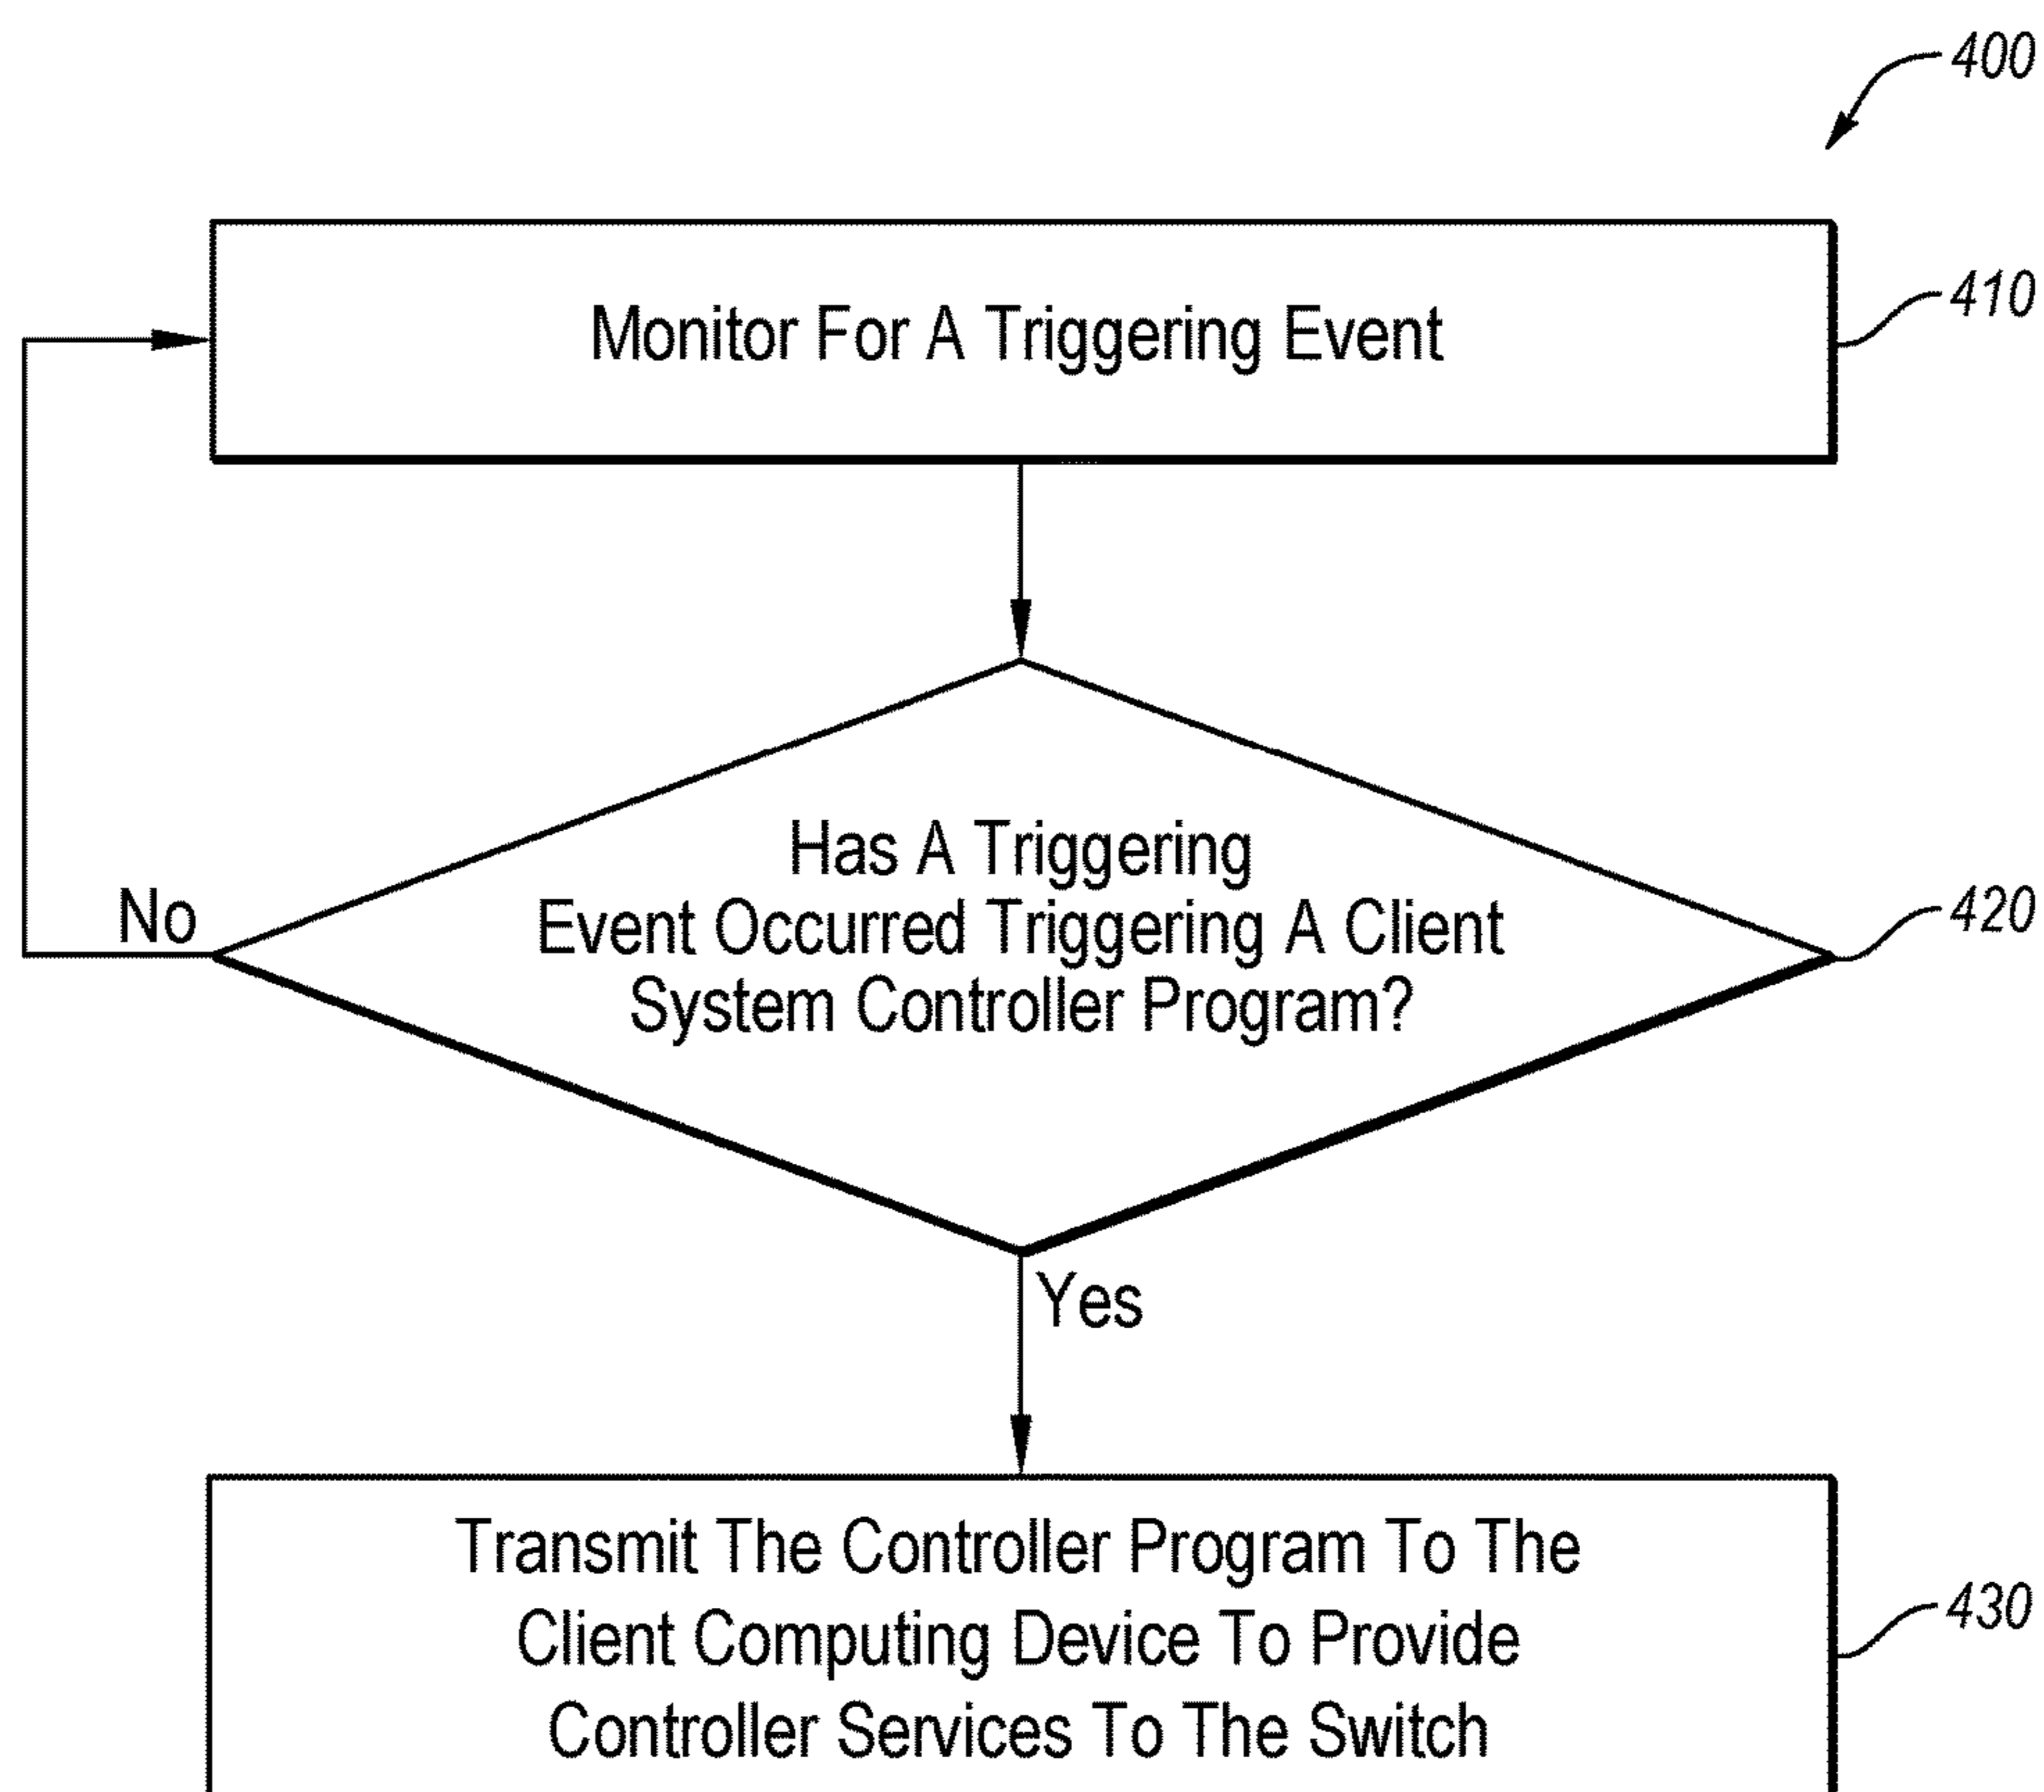 400
Monitor For A Triggering Event
410
Has A Triggering
Event Occurred Triggering A Client
System Controller Program?
420
No
Yes
Transmit The Controller Program To The
Client Computing Device To Provide
Controller Services To The Switch
430